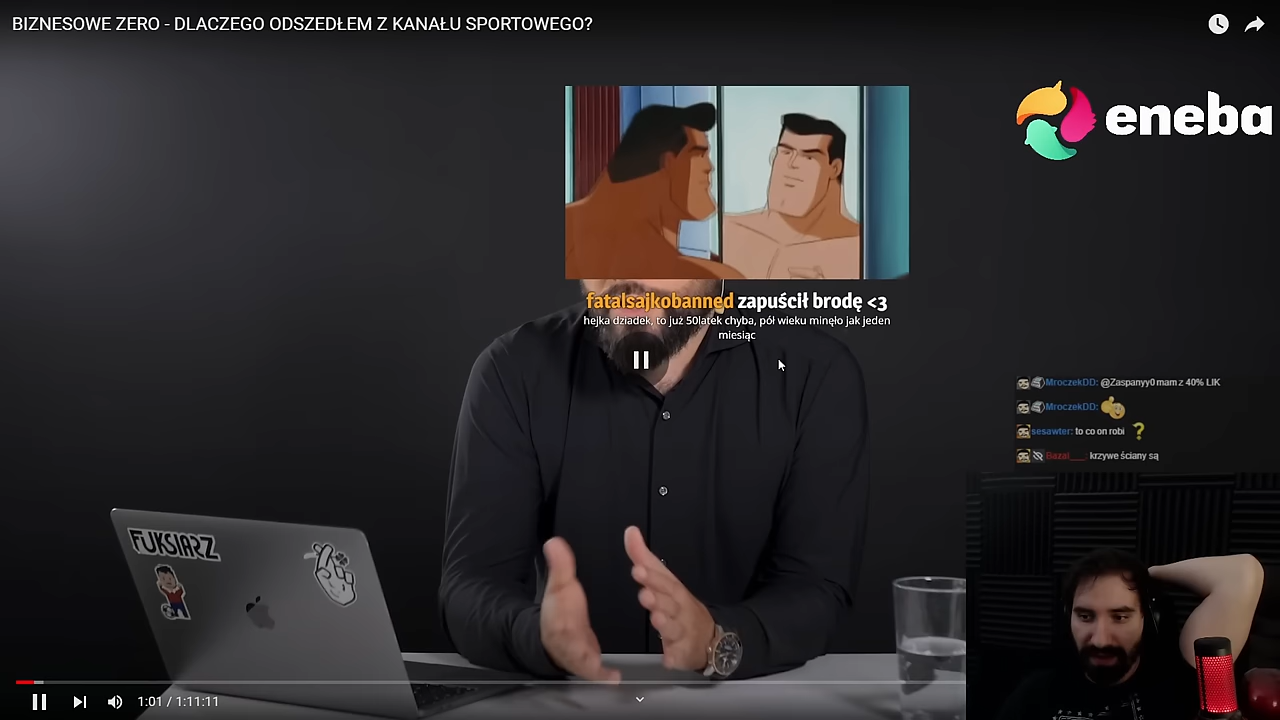 BIZNESOWE ZERO - DLACZEGO ODSZEDŁEM Z KANAŁU SPORTOWEGO?
eneba
fatalsajkobanned zapuścił brodę <3
hejka dziadek, to już 50latek chyba, pół wieku minęło jak jeden
miesiąc
MroczekDD: @Zaspanyy0 mam z 40% LIK
MroczekDD:
sesawter: to co on robi
Bazal___: krzywe ściany są
FUKSIARZ
1:01 / 1:11:11